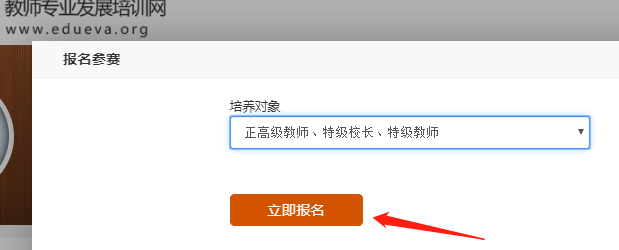 教师专业发展培训网
www.edueva.org
报名参赛
培养对象
正高级教师、特级校长、特级教师
立即报名